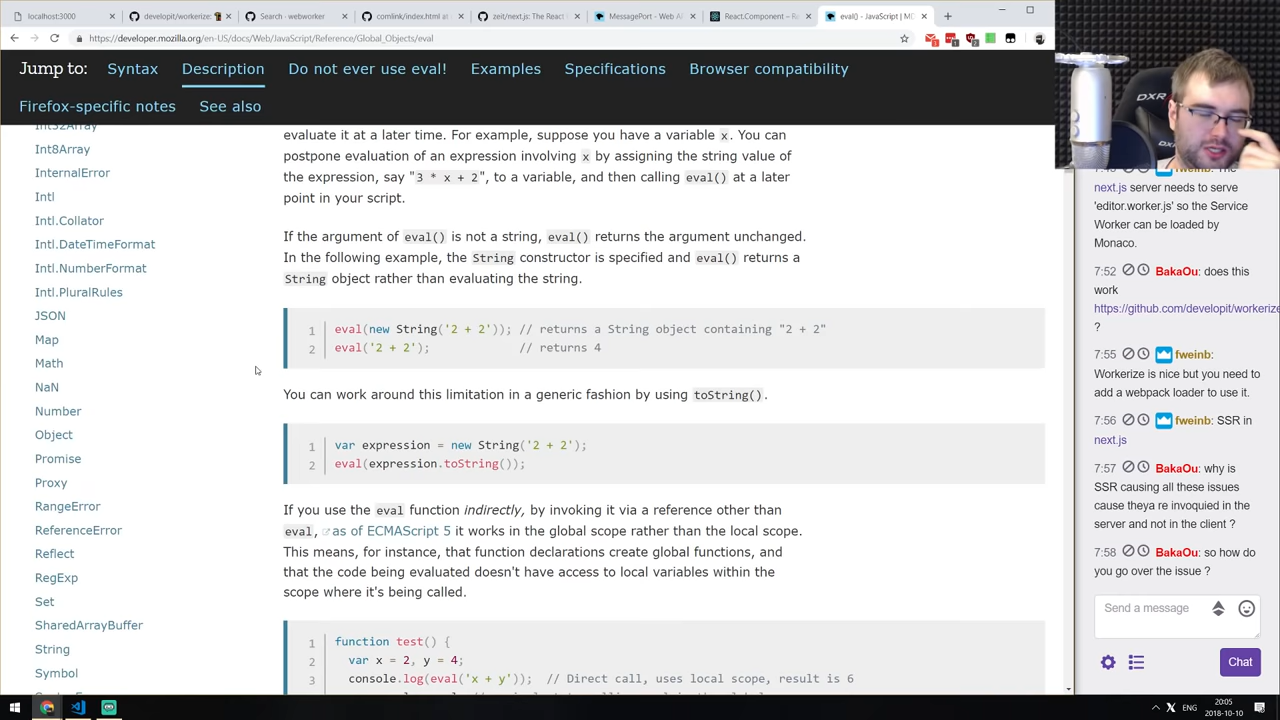 localhost:3000
developit/workerize:
Search · webworker
comlink/index.html at
zeit/next.js: The React
MessagePort - Web AP
React.Component – Re
eval() - JavaScript | MD
https://developer.mozilla.org/en-US/docs/Web/JavaScript/Reference/Global_Objects/eval
Jump to: Syntax Description Do not ever use eval! Examples Specifications Browser compatibility
Firefox-specific notes See also
Int32Array
Int8Array
InternalError
Intl
Intl.Collator
Intl.DateTimeFormat
Intl.NumberFormat
Intl.PluralRules
JSON
Map
Math
NaN
Number
Object
Promise
Proxy
RangeError
ReferenceError
Reflect
RegExp
Set
SharedArrayBuffer
String
Symbol
evaluate it at a later time. For example, suppose you have a variable x. You can
postpone evaluation of an expression involving x by assigning the string value of
the expression, say "3 * x + 2", to a variable, and then calling eval() at a later
point in your script.
If the argument of eval() is not a string, eval() returns the argument unchanged.
In the following example, the String constructor is specified and eval() returns a
String object rather than evaluating the string.
1 eval(new String('2 + 2')); // returns a String object containing "2 + 2"
2 eval('2 + 2'); // returns 4
You can work around this limitation in a generic fashion by using toString().
1 var expression = new String('2 + 2');
2 eval(expression.toString());
If you use the eval function indirectly, by invoking it via a reference other than
eval, as of ECMAScript 5 it works in the global scope rather than the local scope.
This means, for instance, that function declarations create global functions, and
that the code being evaluated doesn't have access to local variables within the
scope where it's being called.
1 function test() {
2 var x = 2, y = 4;
3 console.log(eval('x + y')); // Direct call, uses local scope, result is 6
DXR
fweinb: The
next.js server needs to serve
'editor.worker.js' so the Service
Worker can be loaded by
Monaco.
7:52 BakaOu: does this
work
https://github.com/developit/workerize
?
7:55 fweinb:
Workerize is nice but you need to
add a webpack loader to use it.
7:56 fweinb: SSR in
next.js
7:57 BakaOu: why is
SSR causing all these issues
cause theya re invoquied in the
server and not in the client ?
7:58 BakaOu: so how do
you go over the issue ?
Send a message
Chat
ENG
20:05
2018-10-10